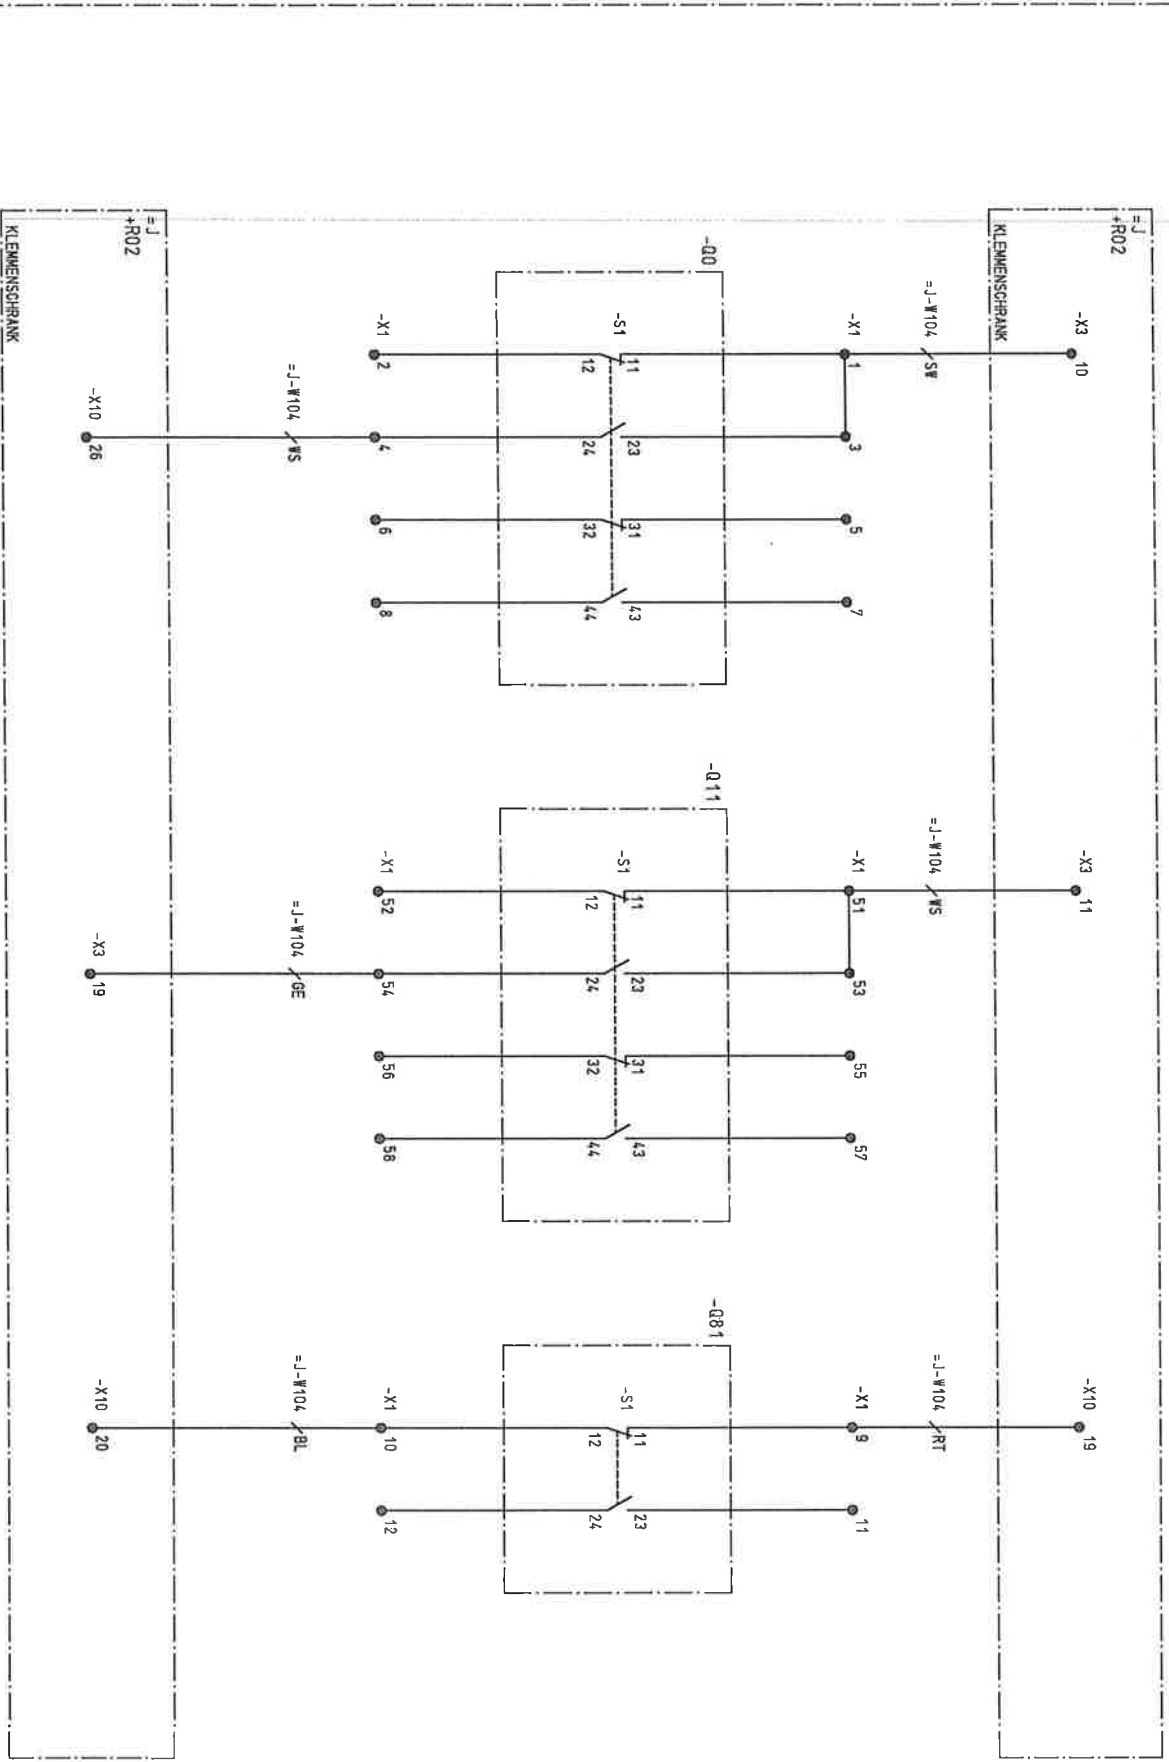 =J
+R02
KLEMMENSCHRANK
-X3
10
-X3
11
-X10
19
=J-W104
SW
=J-W104
WS
=J-W104
RT
-X1
1
3
5
7
-X1
51
53
55
57
-X1
9
11
-Q0
-Q11
-Q81
-S1
11
12
23
24
31
32
43
44
-S1
11
12
23
24
31
32
43
44
-S1
11
12
23
24
-X1
2
4
6
8
-X1
52
54
56
58
-X1
10
12
=J-W104
WS
=J-W104
GE
=J-W104
BL
=J
+R02
-X10
26
-X3
19
-X10
20
KLEMMENSCHRANK